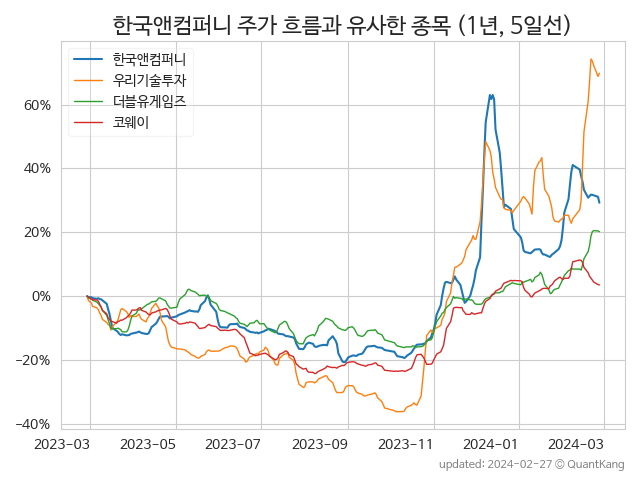 한국앤컴퍼니 주가 흐름과 유사한 종목 (1년, 5일선)
한국앤컴퍼니
우리기술투자
더블유게임즈
코웨이
60%
40%
20%
0%
−20%
−40%
2023-03 2023-05 2023-07 2023-09 2023-11 2024-01 2024-03
updated: 2024-02-27 © QuantKang